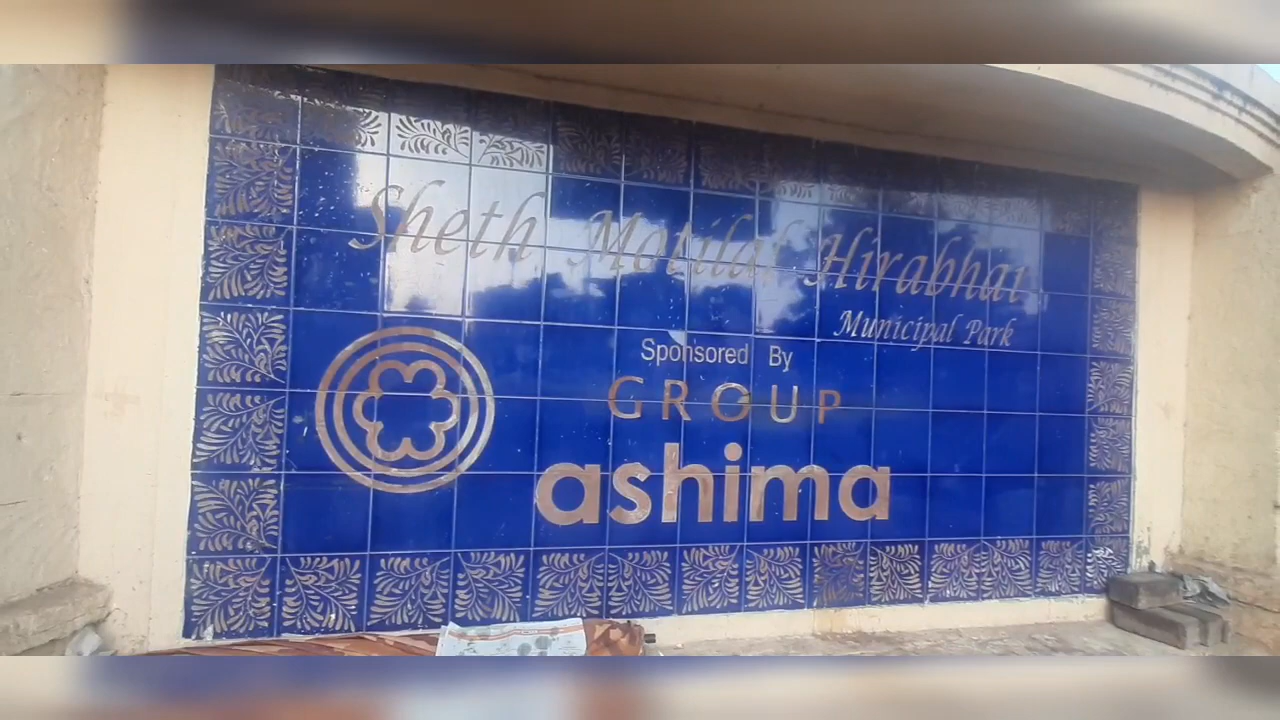 Sheth Motilal Hirabhai
Municipal Park
Sponsored By
GROUP
ashima